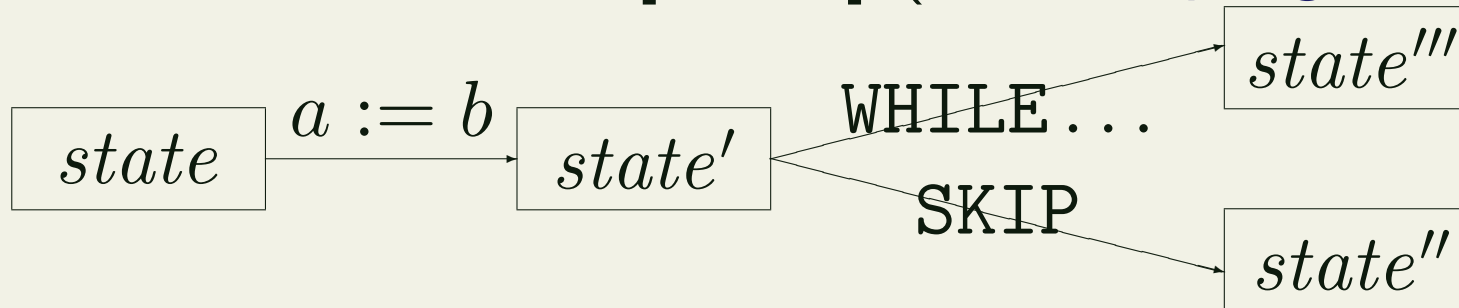 state'''
a := b
WHILE...
state
state'
SKIP
state''